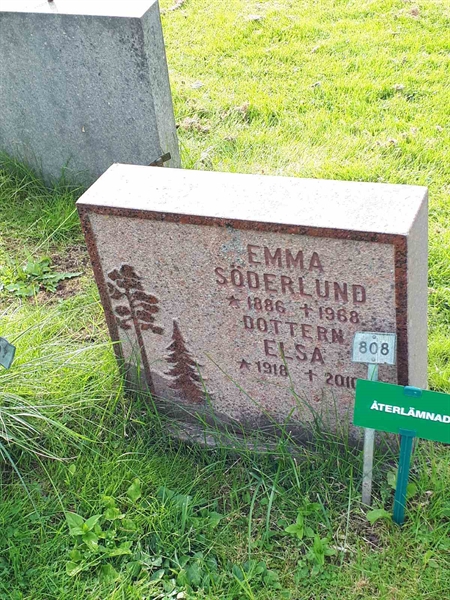 EMMA
SÖDERLUND
* 1886 + 1968
DOTTERN
ELSA
* 1918 + 2010
808
ÅTERLÄMNAD